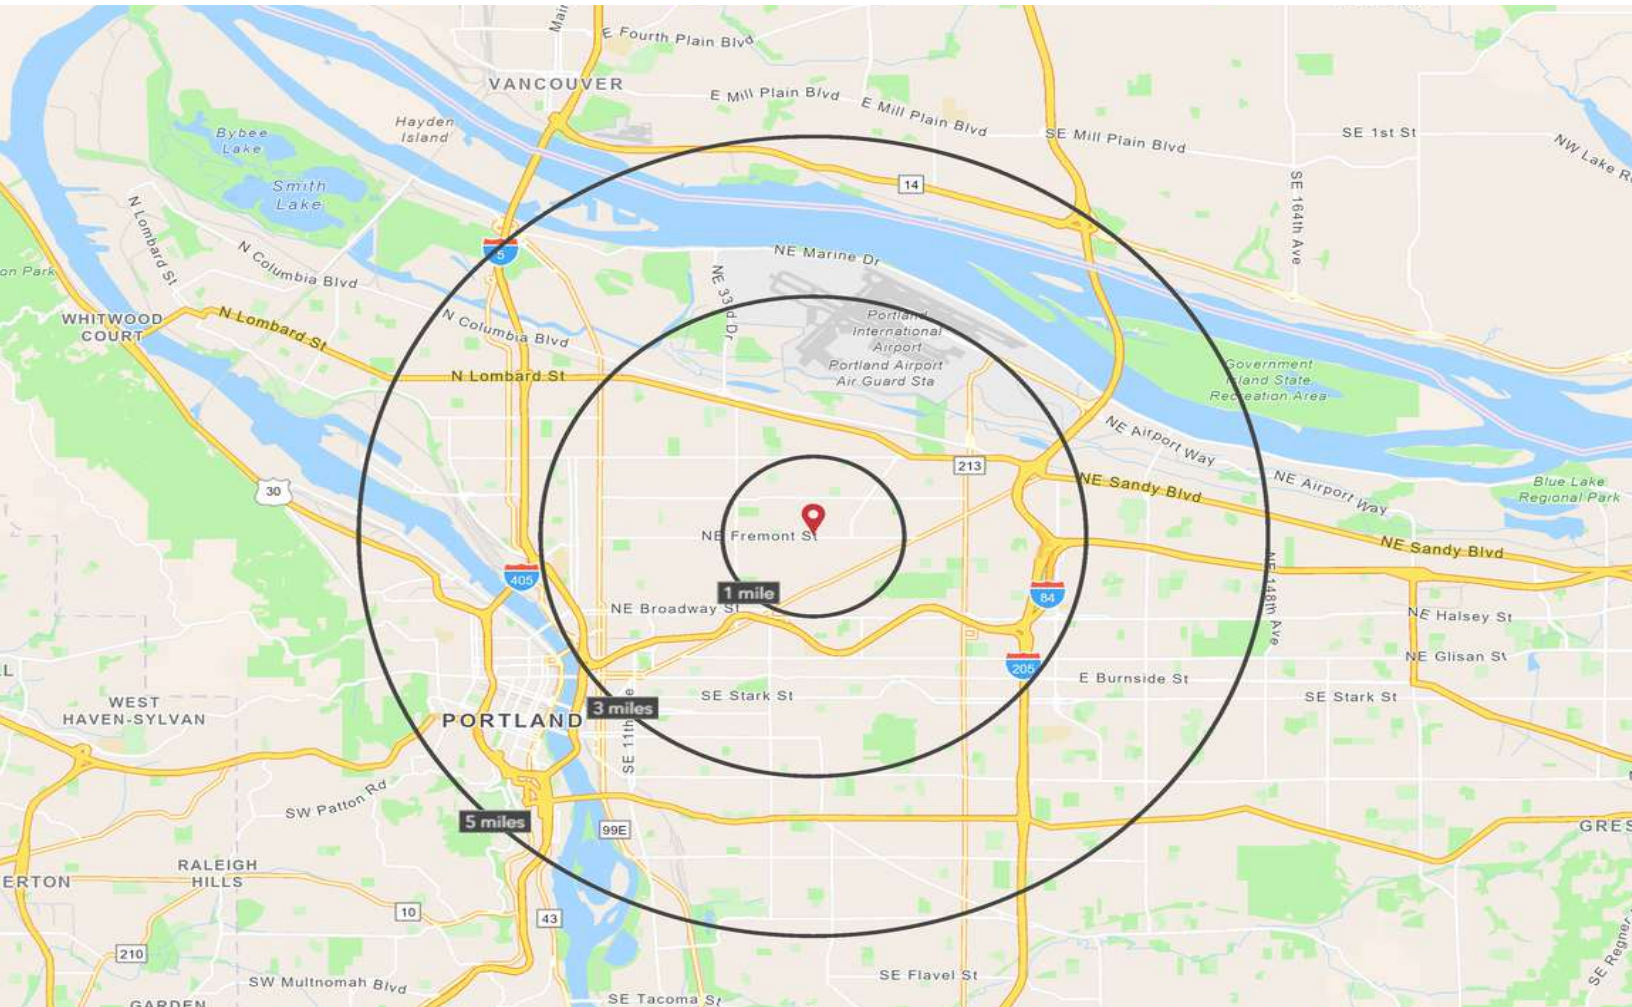 Main
E Fourth Plain Blvd
VANCOUVER
E Mill Plain Blvd
E Mill Plain Blvd
SE Mill Plain Blvd
SE 1st St
NW Lake
Hayden
Island
Bybee
Lake
Smith
Lake
14
SE 164th Ave
N Lombard St
N Columbia Blvd
5
NE Marine Dr
NE 33rd Dr
on Park
WHITWOOD
COURT
N Lombard St
N Columbia Blvd
Portland
International
Airport
Portland Airport
Air Guard Sta
N Lombard St
Government
Island State
Recreation Area
NE Airport Way
213
NE Sandy Blvd
NE Airport Way
Blue Lake
Regional Park
30
NE Fremont St
NE Sandy Blvd
405
1 mile
84
NE Broadway St
NE 148th Ave
NE Halsey St
205
NE Glisan St
L
E Burnside St
SE Stark St
SE Stark St
WEST
HAVEN-SYLVAN
3 miles
PORTLAND
SE 11th
SW Patton Rd
5 miles
99E
GRES
RALEIGH
HILLS
ERTON
10
43
210
SW Multnomah Blvd
SE Flavel St
SE Regner
GARDEN
SE Tacoma St